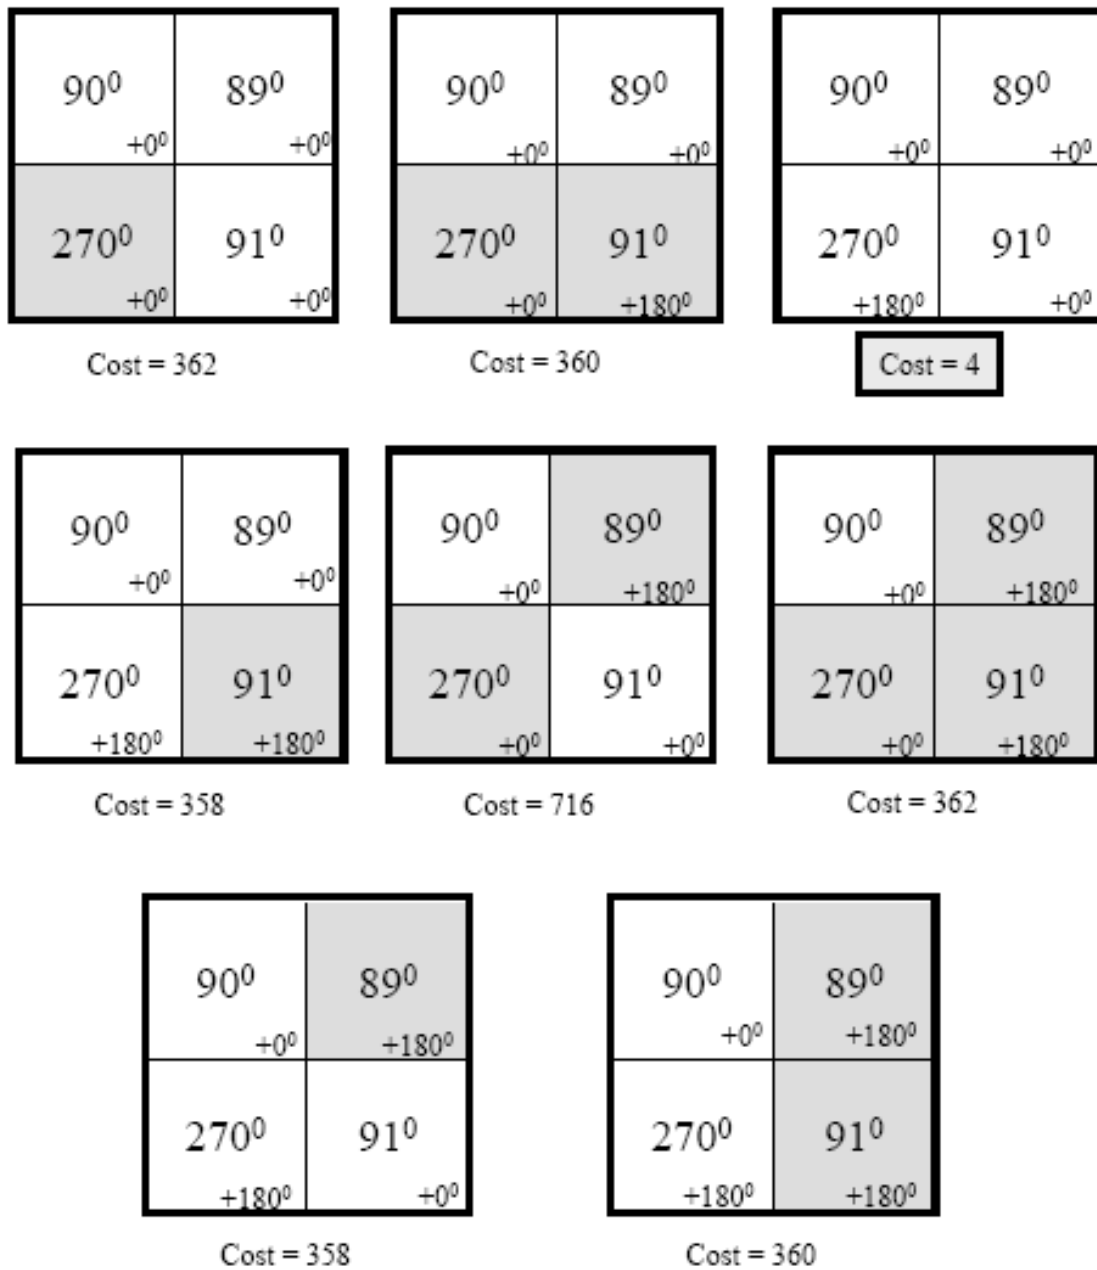 90⁰ 89⁰ 90⁰ 89⁰ 90⁰ 89⁰
+0⁰ +0⁰ +0⁰ +0⁰ +0⁰ +0⁰
270⁰ 91⁰ 270⁰ 91⁰ 270⁰ 91⁰
+0⁰ +0⁰ +0⁰ +180⁰ +180⁰ +0⁰
Cost = 362 Cost = 360 Cost = 4
90⁰ 89⁰ 90⁰ 89⁰ 90⁰ 89⁰
+0⁰ +0⁰ +0⁰ +180⁰ +0⁰ +180⁰
270⁰ 91⁰ 270⁰ 91⁰ 270⁰ 91⁰
+180⁰ +180⁰ +0⁰ +0⁰ +0⁰ +180⁰
Cost = 358 Cost = 716 Cost = 362
90⁰ 89⁰ 90⁰ 89⁰
+0⁰ +180⁰ +0⁰ +180⁰
270⁰ 91⁰ 270⁰ 91⁰
+180⁰ +0⁰ +180⁰ +180⁰
Cost = 358 Cost = 360